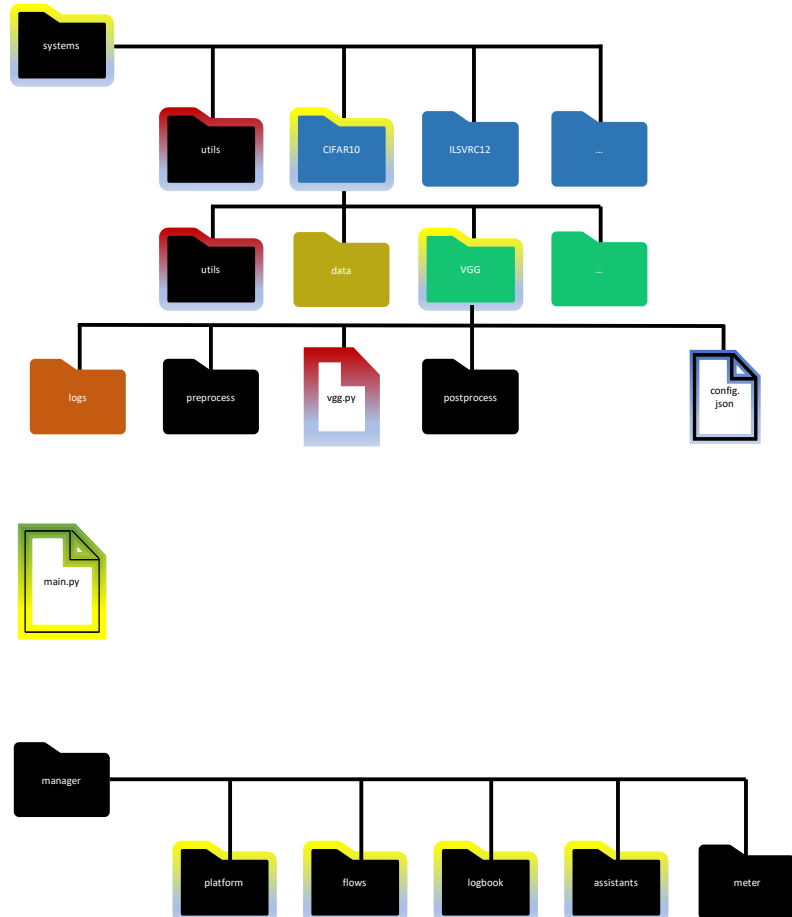 systems
utils
CIFAR10
ILSVRC12
...
utils
data
VGG
...
logs
preprocess
vgg.py
postprocess
config.
json
main.py
manager
platform
flows
logbook
assistants
meter